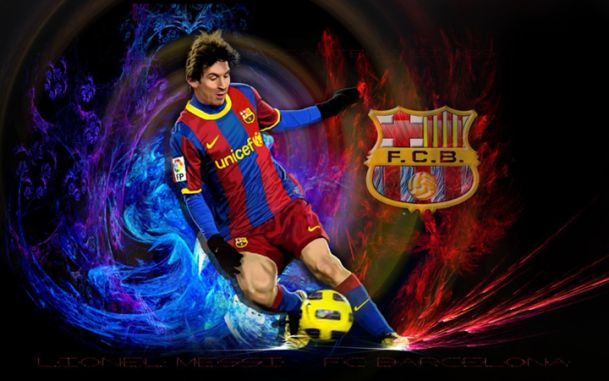 F.C.B.
unicef
LIONEL MESSI FC BARCELONA